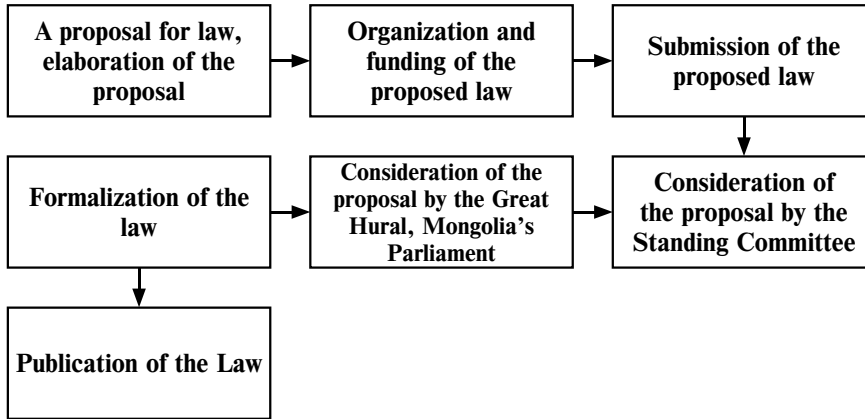 A proposal for law,
elaboration of the
proposal
Organization and
funding of the
proposed law
Submission of the
proposed law
Formalization of the
law
Consideration of the
proposal by the Great
Hural, Mongolia's
Parliament
Consideration of
the proposal by the
Standing Committee
Publication of the Law